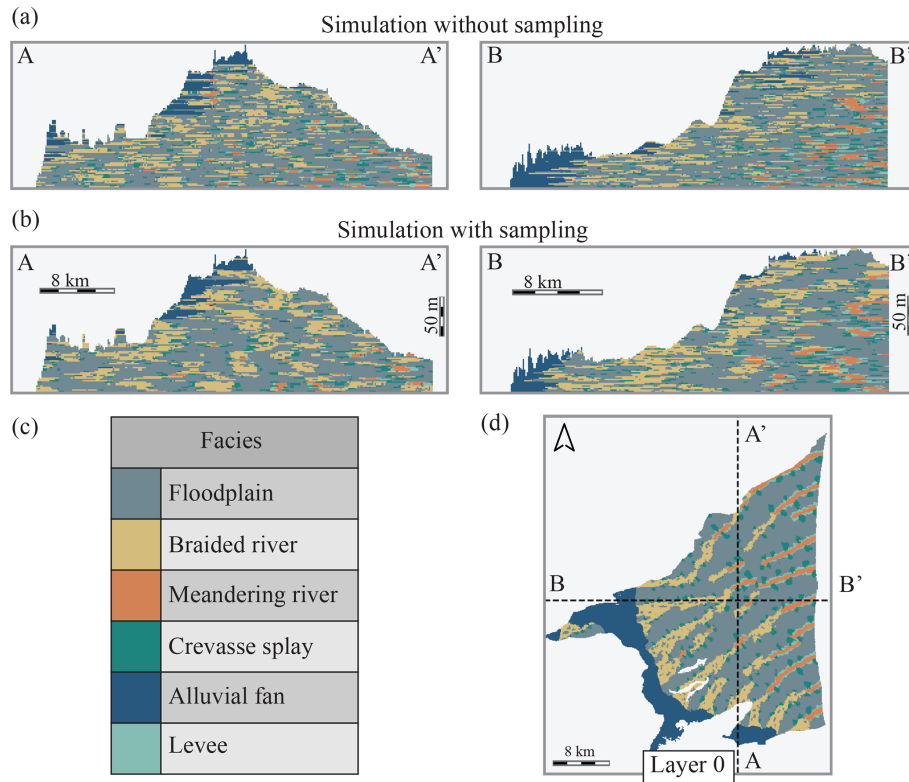 (a)
Simulation without sampling
A
A’
B
B’
(b)
Simulation with sampling
A
A’
B
B’
8 km
50 m
8 km
50 m
(c)
Facies
Floodplain
Braided river
Meandering river
Crevasse splay
Alluvial fan
Levee
(d)
A’
B
B’
8 km
Layer 0
A